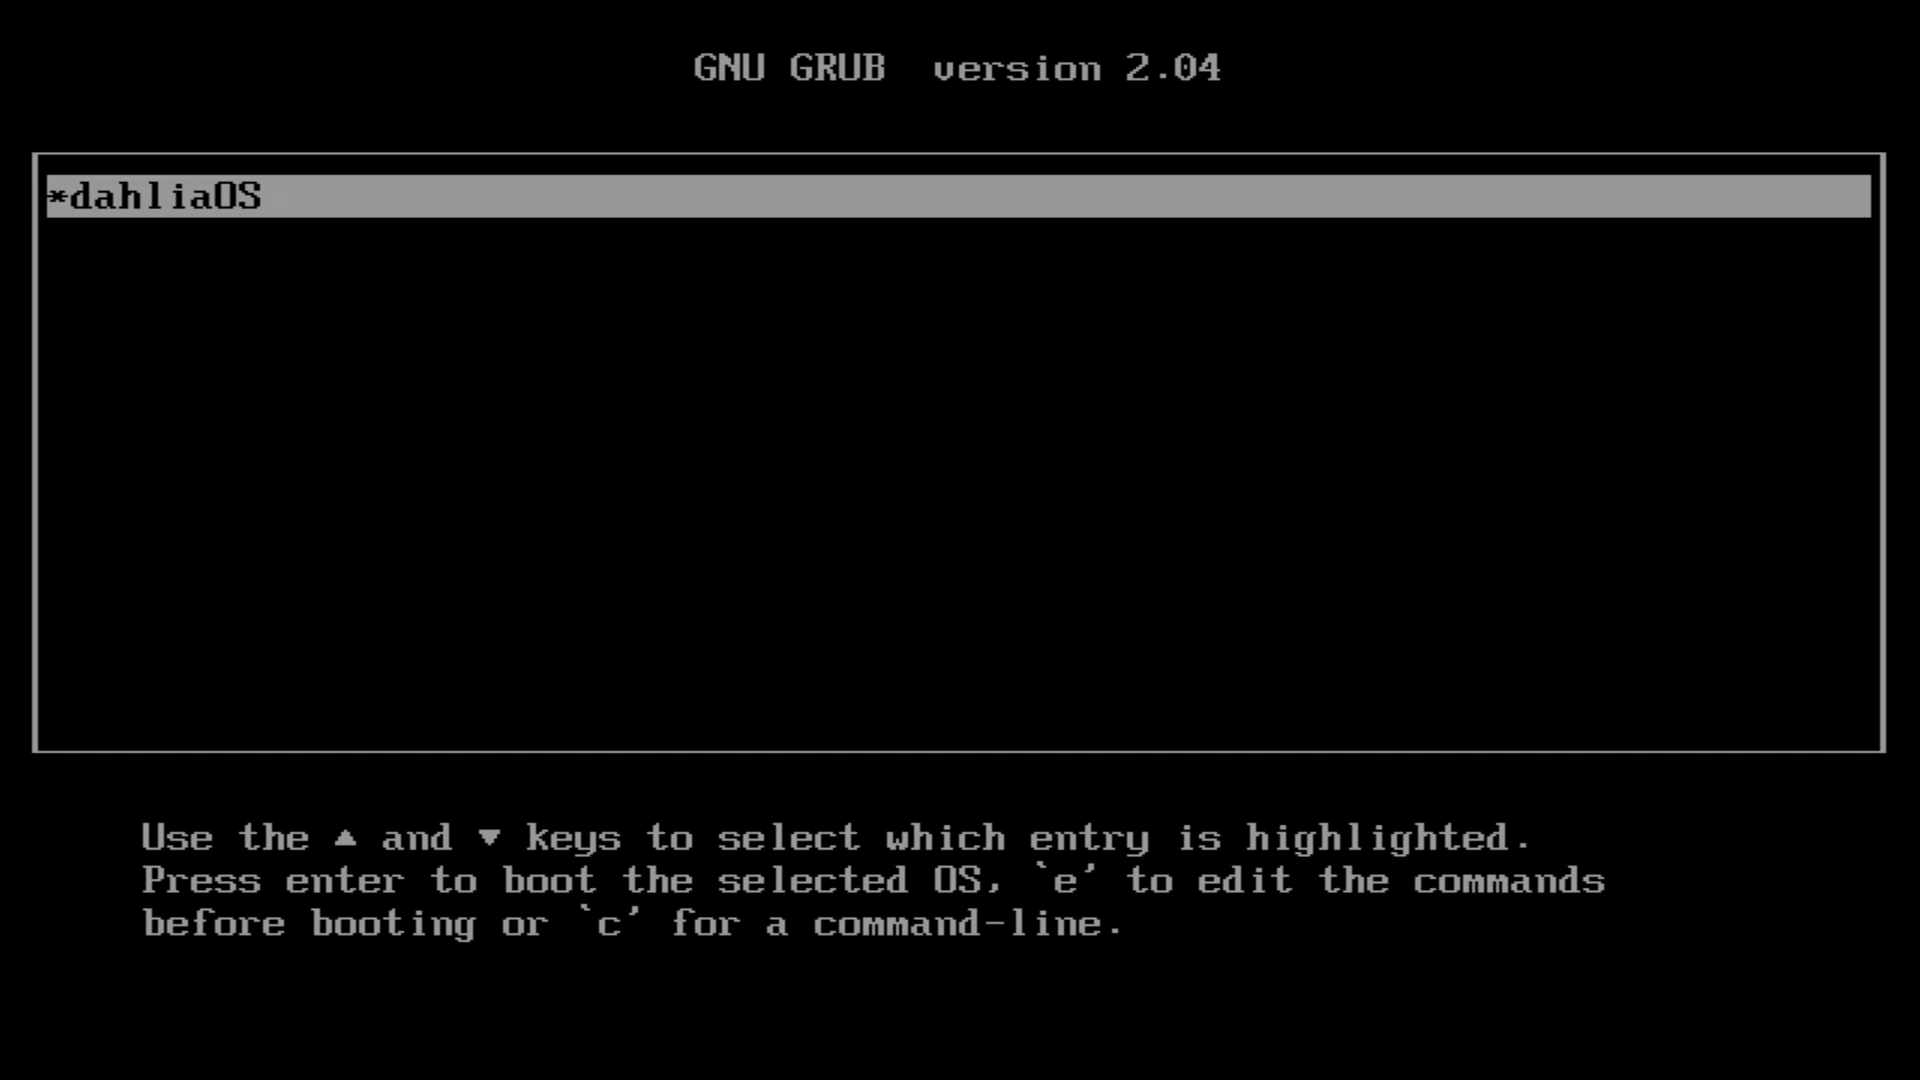 GNU GRUB  version 2.04
*dahliaOS
Use the ▲ and ▼ keys to select which entry is highlighted.
Press enter to boot the selected OS, `e' to edit the commands
before booting or `c' for a command-line.